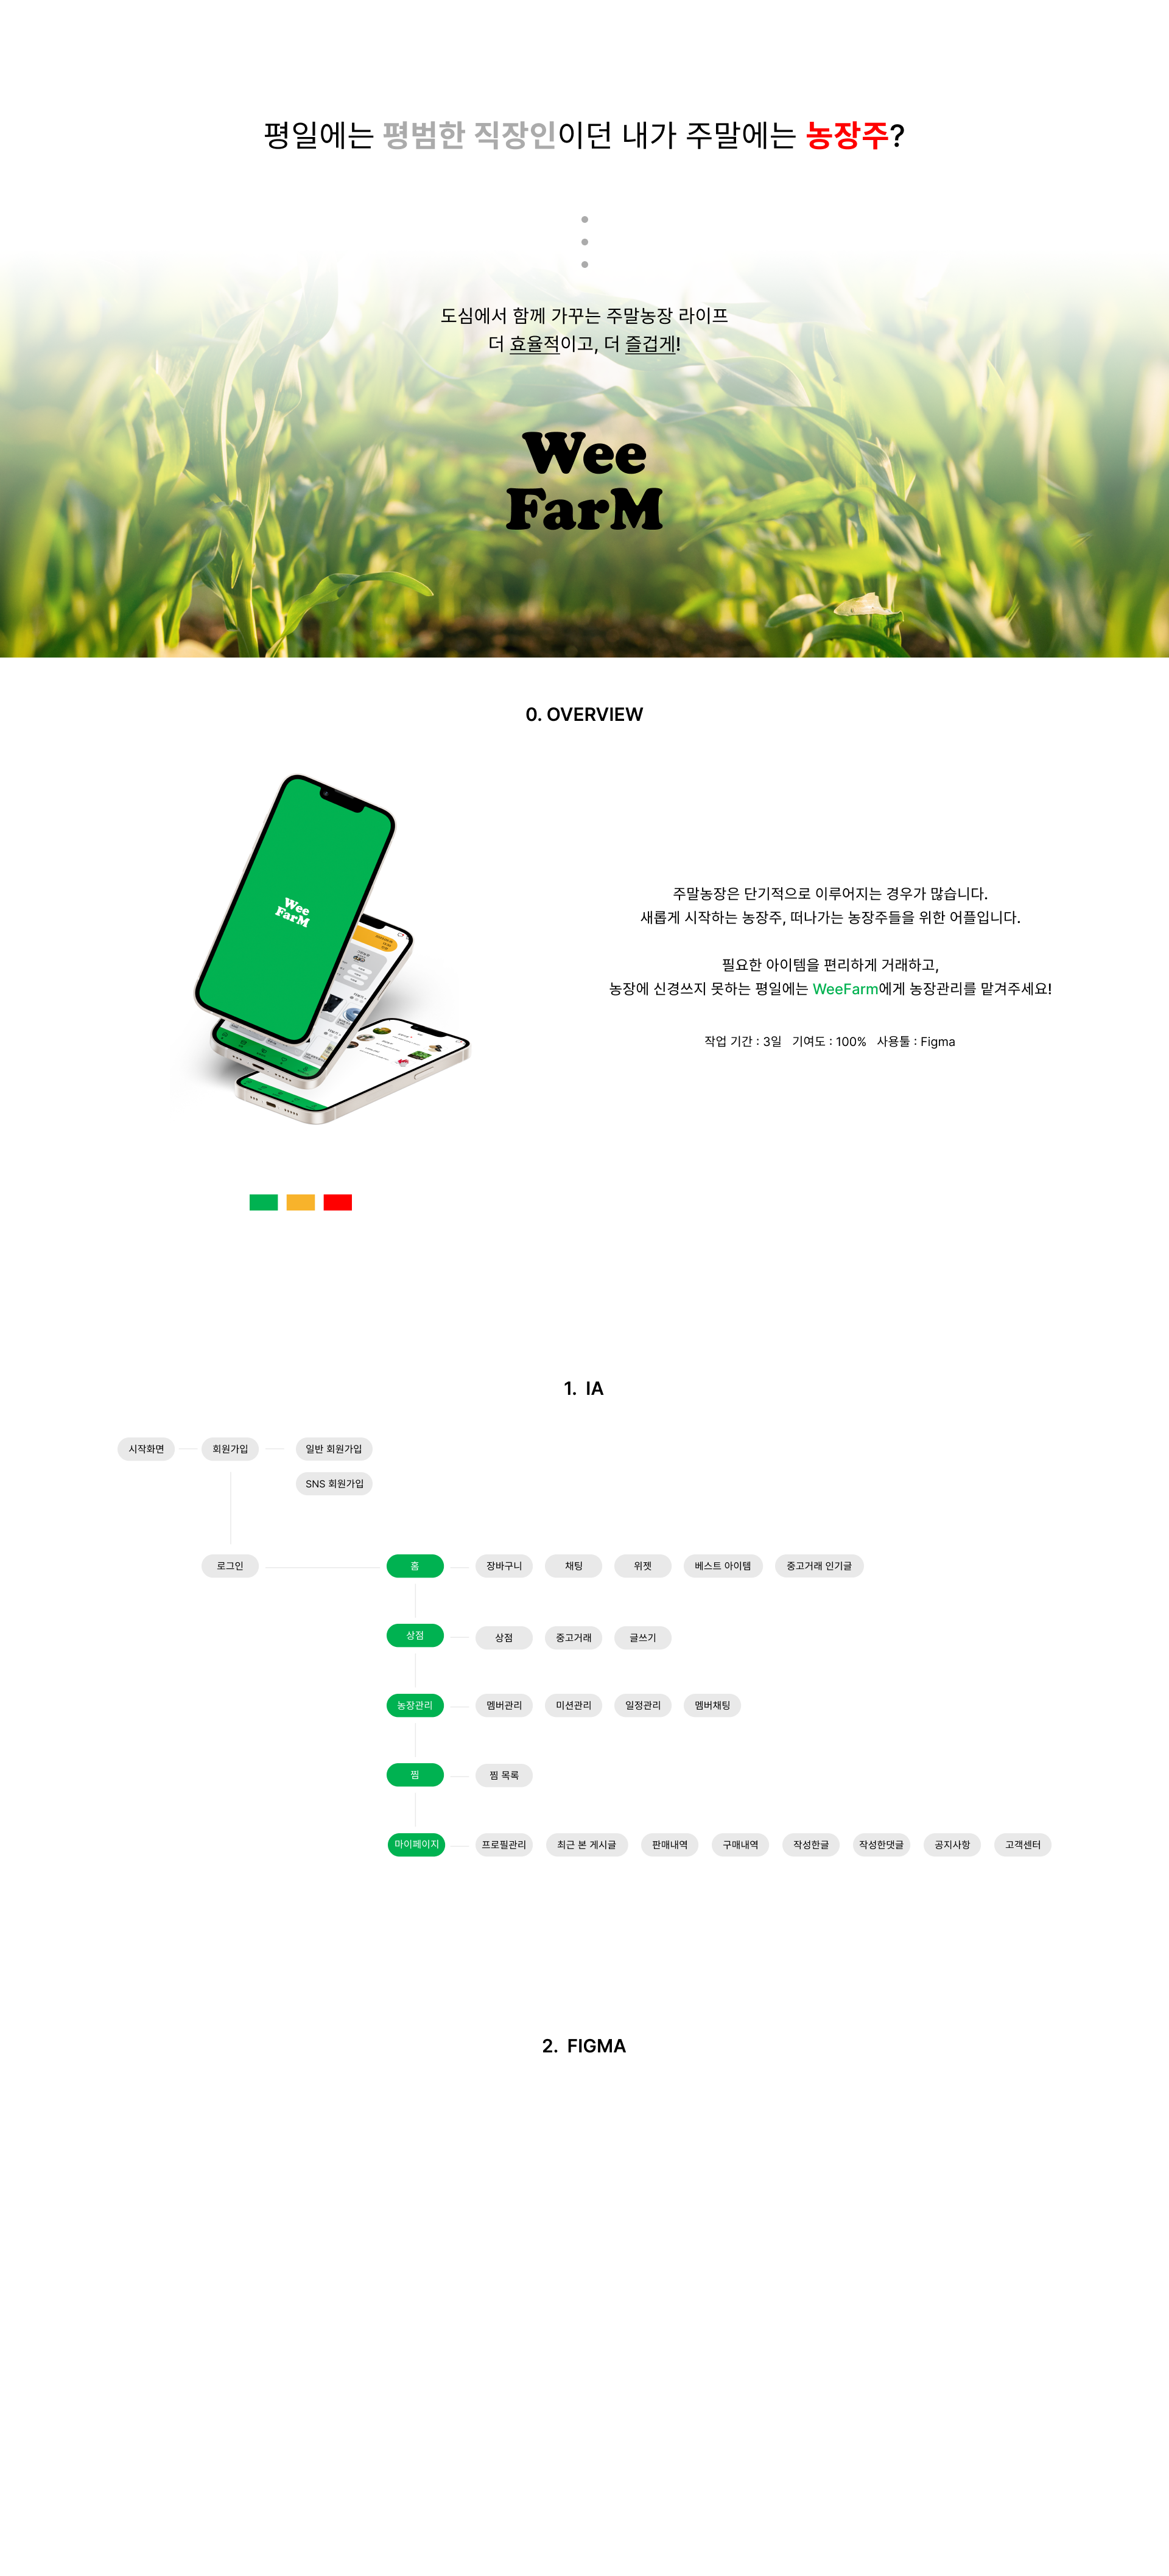 평일에는 평범한 직장인이던 내가 주말에는 농장주?
도심에서 함께 가꾸는 주말농장 라이프
더 효율적이고, 더 즐겁게!
Wee
FarM
0. OVERVIEW
Wee
FarM
주말농장은 단기적으로 이루어지는 경우가 많습니다.
새롭게 시작하는 농장주, 떠나가는 농장주들을 위한 어플입니다.
필요한 아이템을 편리하게 거래하고,
농장에 신경쓰지 못하는 평일에는 WeeFarm에게 농장관리를 맡겨주세요!
작업 기간 : 3일 기여도 : 100% 사용툴 : Figma
1. IA
시작화면 회원가입 일반 회원가입
SNS 회원가입
로그인 홈 장바구니 채팅 위젯 베스트 아이템 중고거래 인기글
상점 상점 중고거래 글쓰기
농장관리 멤버관리 미션관리 일정관리 멤버채팅
찜 찜 목록
마이페이지 프로필관리 최근 본 게시글 판매내역 구매내역 작성한글 작성한댓글 공지사항 고객센터
2. FIGMA